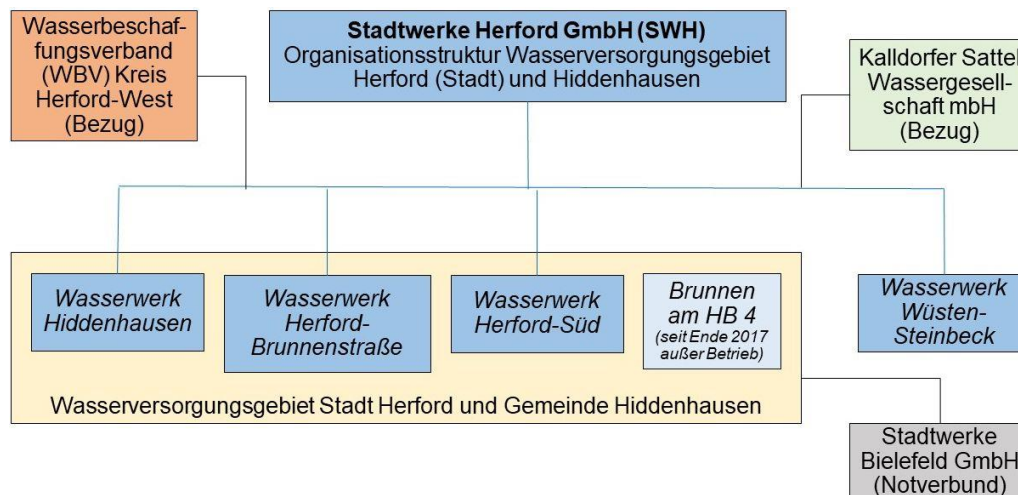 Wasserbeschaf-
fungsverband
(WBV) Kreis
Herford-West
(Bezug)
Stadtwerke Herford GmbH (SWH)
Organisationsstruktur Wasserversorgungsgebiet
Herford (Stadt) und Hiddenhausen
Kalldorfer Sattel
Wassergesell-
schaft mbH
(Bezug)
Wasserwerk
Hiddenhausen
Wasserwerk
Herford-
Brunnenstraße
Wasserwerk
Herford-Süd
Brunnen
am HB 4
(seit Ende 2017
außer Betrieb)
Wasserwerk
Wüsten-
Steinbeck
Wasserversorgungsgebiet Stadt Herford und Gemeinde Hiddenhausen
Stadtwerke
Bielefeld GmbH
(Notverbund)